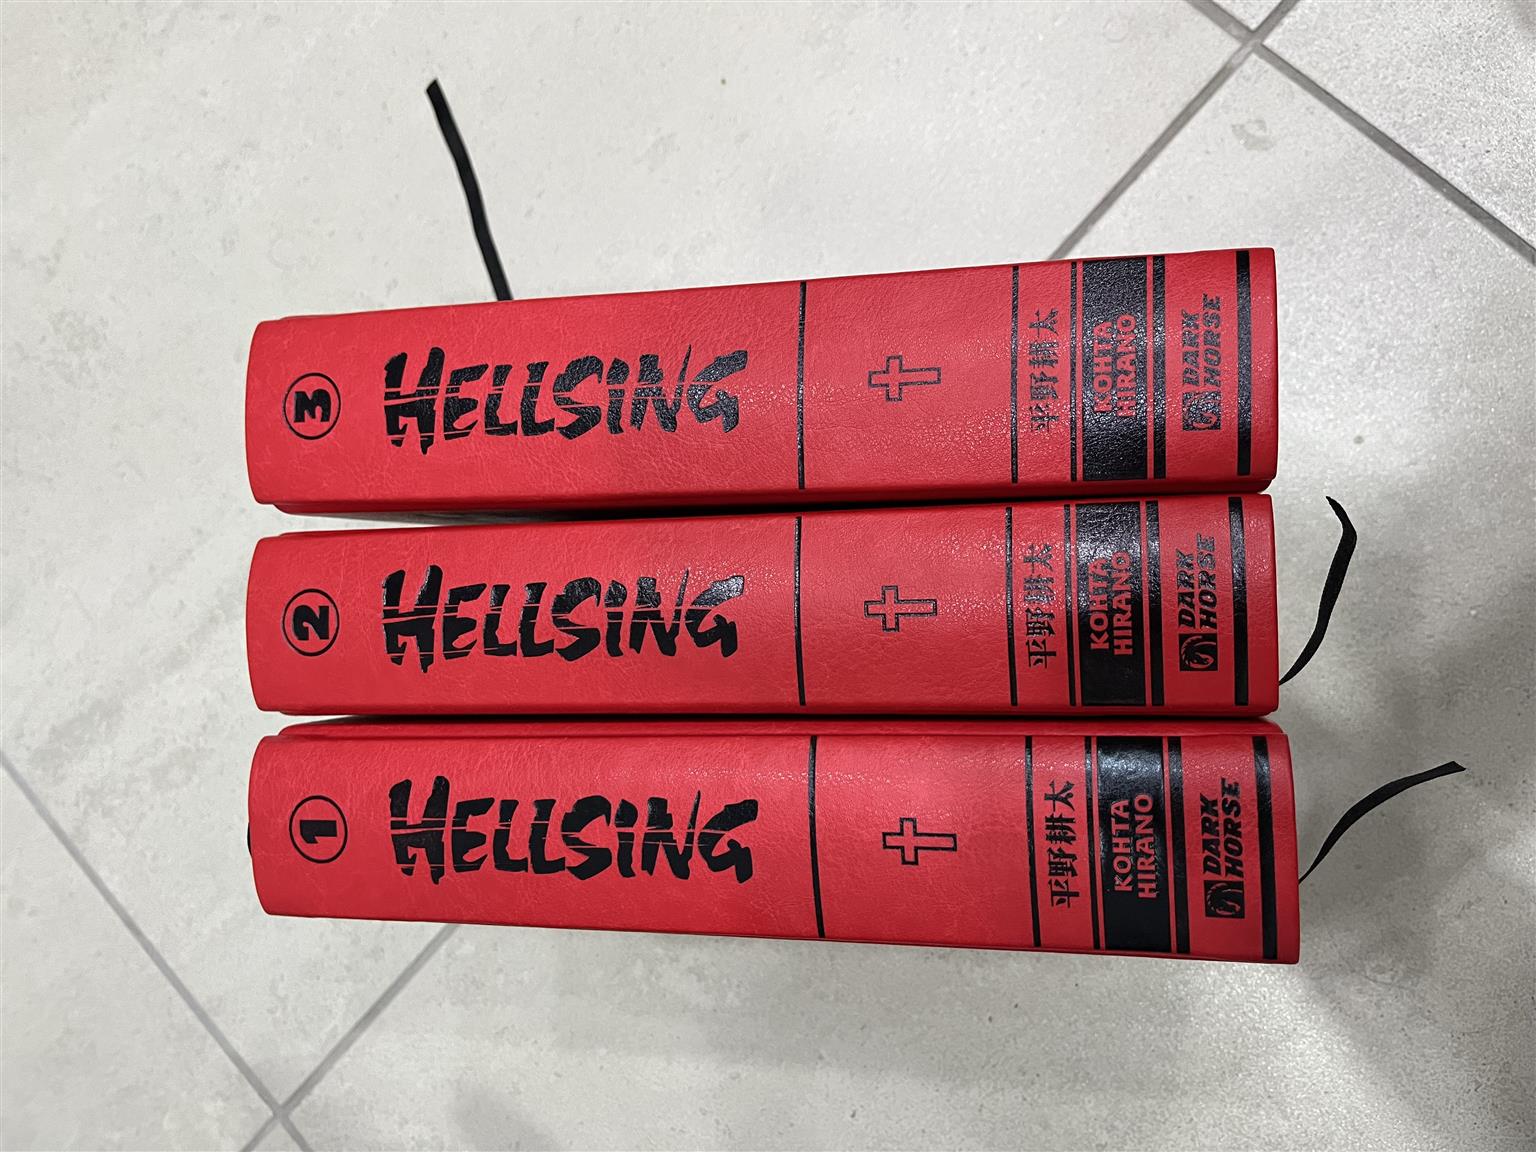 3
HELLSING
平野耕太
KOHTA
HIRANO
DARK
HORSE
2
HELLSING
平野耕太
KOHTA
HIRANO
DARK
HORSE
1
HELLSING
平野耕太
KOHTA
HIRANO
DARK
HORSE